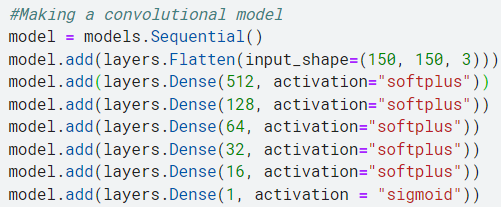 #Making a convolutional model
model = models.Sequential()
model.add(layers.Flatten(input_shape=(150, 150, 3)))
model.add(layers.Dense(512, activation="softplus"))
model.add(layers.Dense(128, activation="softplus"))
model.add(layers.Dense(64, activation="softplus"))
model.add(layers.Dense(32, activation="softplus"))
model.add(layers.Dense(16, activation="softplus"))
model.add(layers.Dense(1, activation = "sigmoid"))